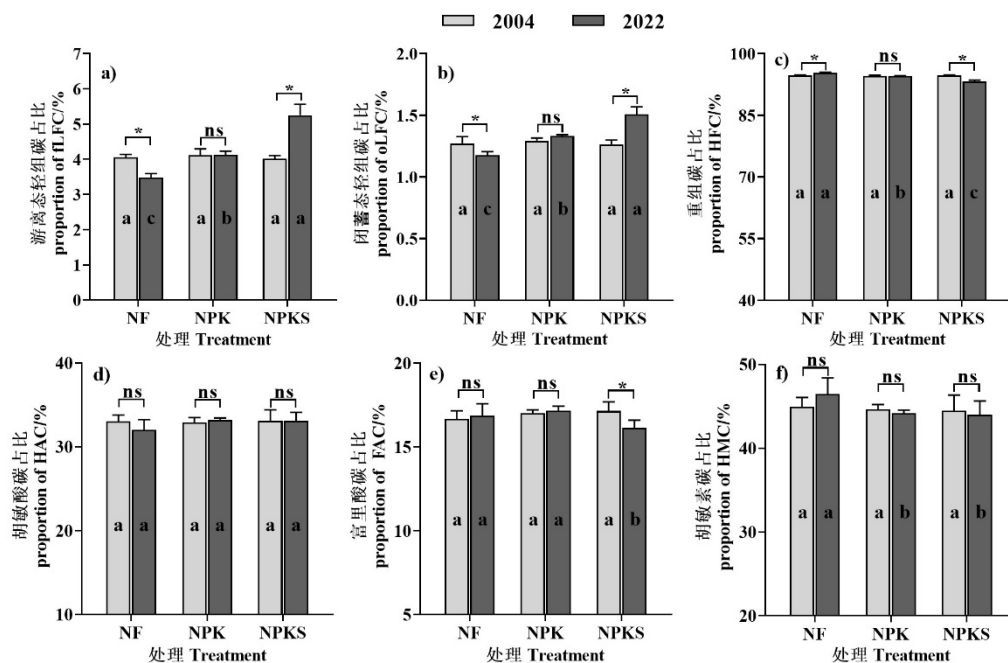 2004 2022
a)
游离态轻组碳占比
proportion of fLFC/%
7
6
5
4
3
2
1
0
* ns *
a c a b a a
NF NPK NPKS
处理 Treatment
b)
闭蓄态轻组碳占比
proportion of oLFC/%
2.0
1.5
1.0
0.5
0.0
* ns *
a c a b a a
NF NPK NPKS
处理 Treatment
c)
重组碳占比
proportion of HFC/%
100
85
70
55
40
* ns *
a a a b a c
NF NPK NPKS
处理 Treatment
d)
胡敏酸碳占比
proportion of HAC/%
40
30
20
10
ns ns ns
a a a a a a
NF NPK NPKS
处理 Treatment
e)
富里酸碳占比
proportion of FAC/%
20
15
10
5
ns ns *
a a a a a b
NF NPK NPKS
处理 Treatment
f)
胡敏素碳占比
proportion of HMC/%
50
40
30
20
ns ns ns
a a a b a b
NF NPK NPKS
处理 Treatment